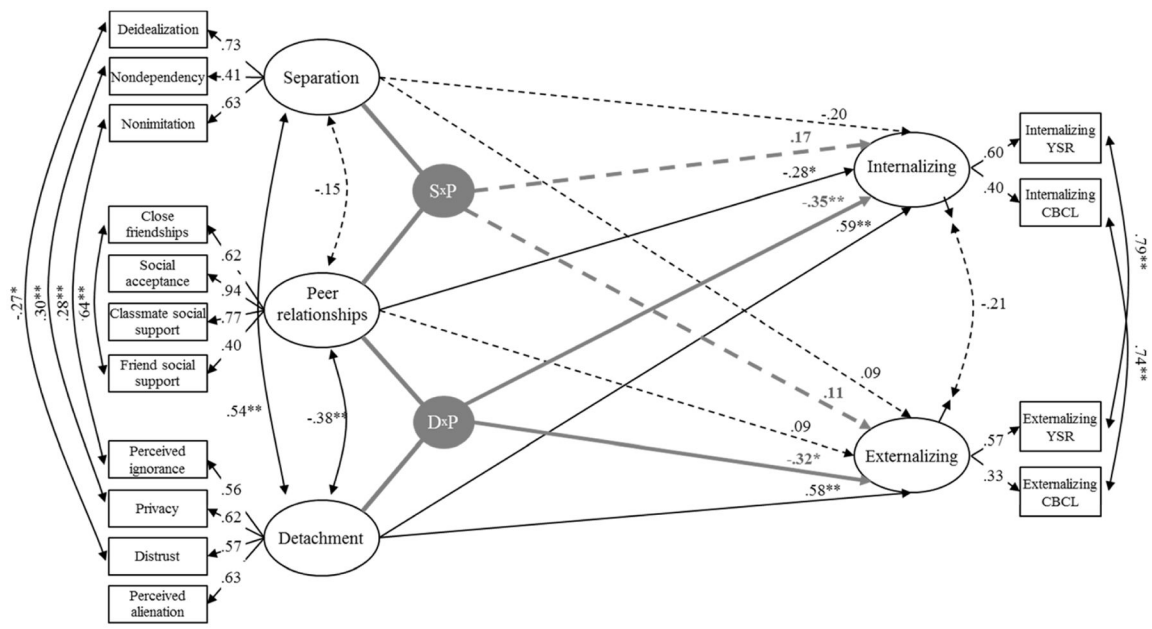 Deidealization
Nondependency
Nonimitation
.73
.41
.63
Separation
Close
friendships
Social
acceptance
Classmate social
support
Friend social
support
.62
.94
.77
.40
Peer
relationships
Perceived
ignorance
Privacy
Distrust
Perceived
alienation
.56
.62
.57
.63
Detachment
-.27*
.30**
.28**
.64**
.54**
-.15
-.38**
SxP
DxP
-.20
.17
-.28*
-.35**
.59**
.09
.11
.09
-.32*
.58**
Internalizing
Externalizing
-.21
.60
.40
.57
.33
Internalizing
YSR
Internalizing
CBCL
Externalizing
YSR
Externalizing
CBCL
.79**
.74**